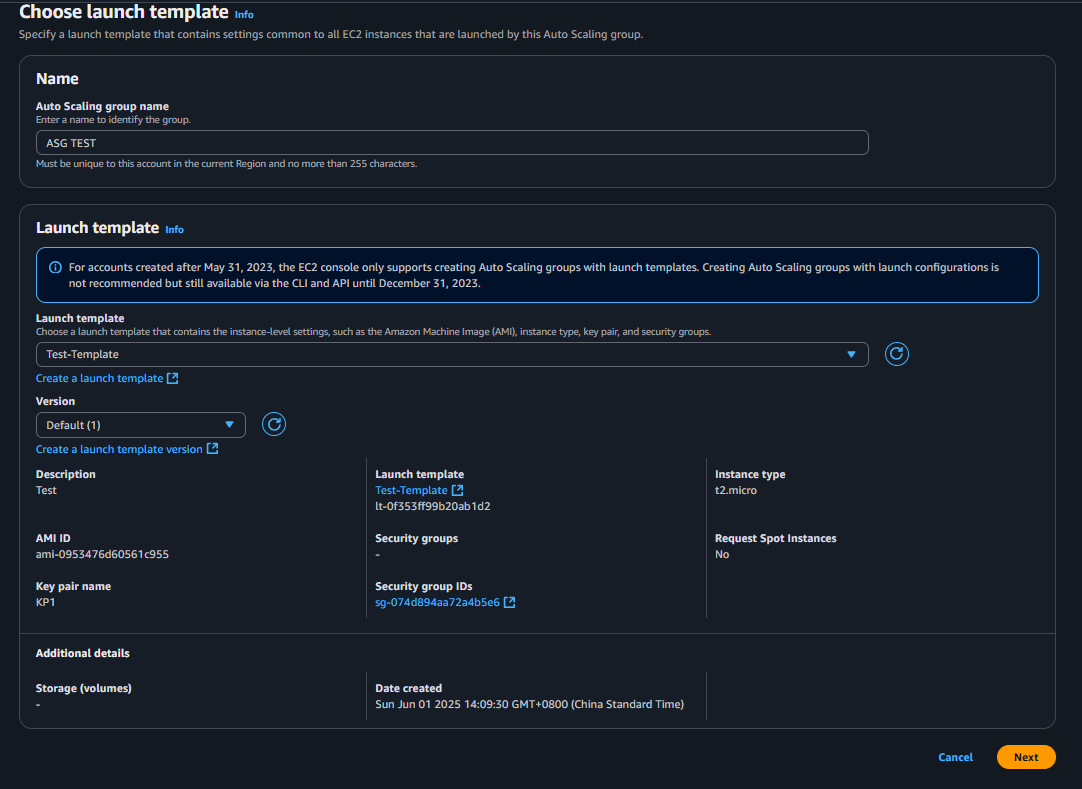 Choose launch template Info
Specify a launch template that contains settings common to all EC2 instances that are launched by this Auto Scaling group.
Name
Auto Scaling group name
Enter a name to identify the group.
ASG TEST
Must be unique to this account in the current Region and no more than 255 characters.
Launch template Info
For accounts created after May 31, 2023, the EC2 console only supports creating Auto Scaling groups with launch templates. Creating Auto Scaling groups with launch configurations is
not recommended but still available via the CLI and API until December 31, 2023.
Launch template
Choose a launch template that contains the instance-level settings, such as the Amazon Machine Image (AMI), instance type, key pair, and security groups.
Test-Template
Create a launch template
Version
Default (1)
Create a launch template version
Description
Test
Launch template
Test-Template
lt-0f353ff99b20ab1d2
Instance type
t2.micro
AMI ID
ami-0953476d60561c955
Security groups
-
Request Spot Instances
No
Key pair name
KP1
Security group IDs
sg-074d894aa72a4b5e6
Additional details
Storage (volumes)
-
Date created
Sun Jun 01 2025 14:09:30 GMT+0800 (China Standard Time)
Cancel
Next